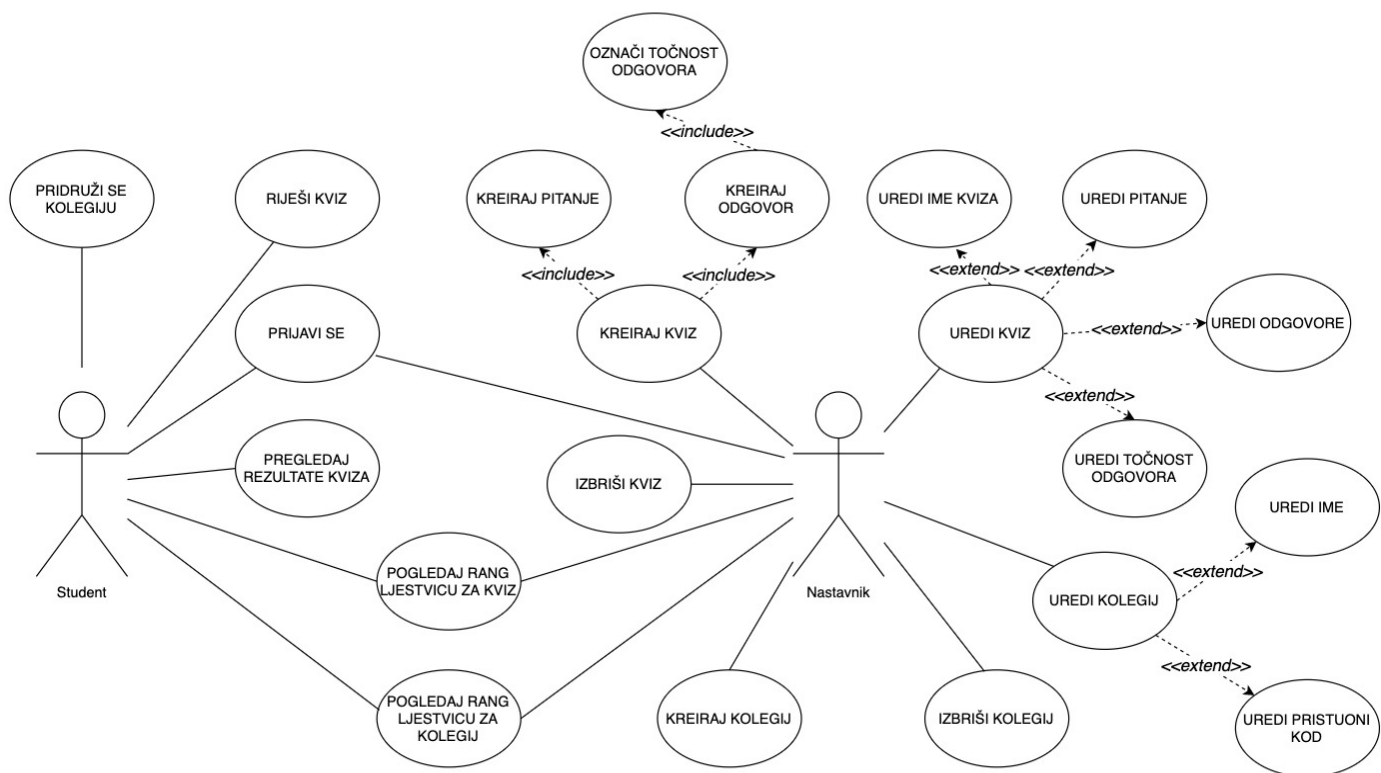 OZNAČI TOČNOST
ODGOVORA
<<include>>
PRIDRUŽI SE
KOLEGIJU
RIJEŠI KVIZ
KREIRAJ PITANJE
KREIRAJ
ODGOVOR
UREDI IME KVIZA
UREDI PITANJE
<<include>>
<<include>>
<<extend>>
<<extend>>
PRIJAVI SE
KREIRAJ KVIZ
UREDI KVIZ
<<extend>>
UREDI ODGOVORE
<<extend>>
PREGLEDAJ
REZULTATE KVIZA
IZBRIŠI KVIZ
UREDI TOČNOST
ODGOVORA
UREDI IME
<<extend>>
Student
POGLEDAJ RANG
LJESTVICU ZA KVIZ
Nastavnik
UREDI KOLEGIJ
<<extend>>
POGLEDAJ RANG
LJESTVICU ZA
KOLEGIJ
KREIRAJ KOLEGIJ
IZBRIŠI KOLEGIJ
UREDI PRISTUONI
KOD